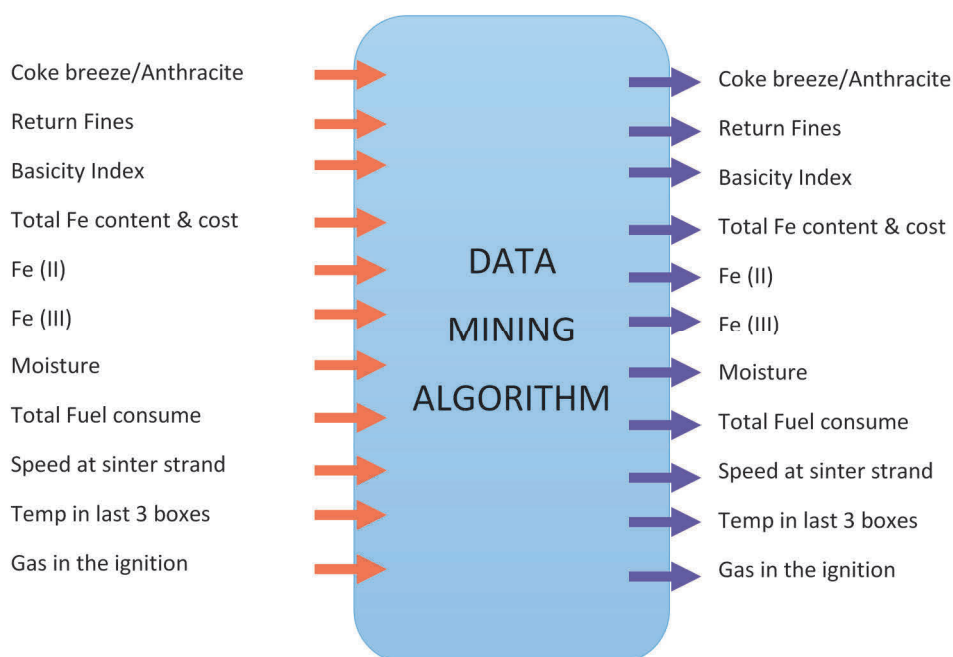 Coke breeze/Anthracite
Return Fines
Basicity Index
Total Fe content & cost
Fe (II)
Fe (III)
Moisture
Total Fuel consume
Speed at sinter strand
Temp in last 3 boxes
Gas in the ignition
DATA
MINING
ALGORITHM
Coke breeze/Anthracite
Return Fines
Basicity Index
Total Fe content & cost
Fe (II)
Fe (III)
Moisture
Total Fuel consume
Speed at sinter strand
Temp in last 3 boxes
Gas in the ignition